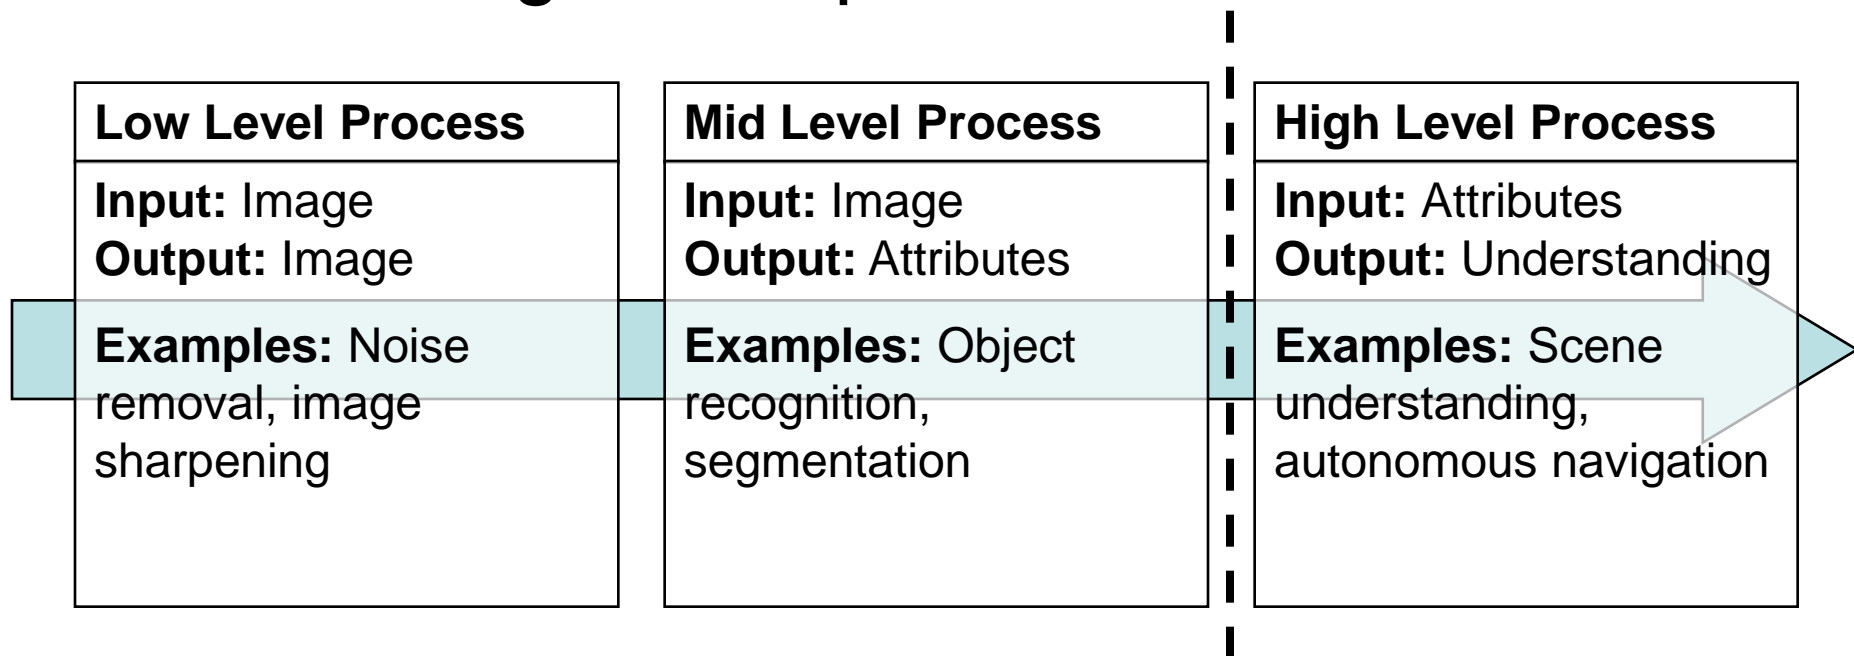 Low Level Process
Input: Image
Output: Image
Examples: Noise
removal, image
sharpening
Mid Level Process
Input: Image
Output: Attributes
Examples: Object
recognition,
segmentation
High Level Process
Input: Attributes
Output: Understanding
Examples: Scene
understanding,
autonomous navigation